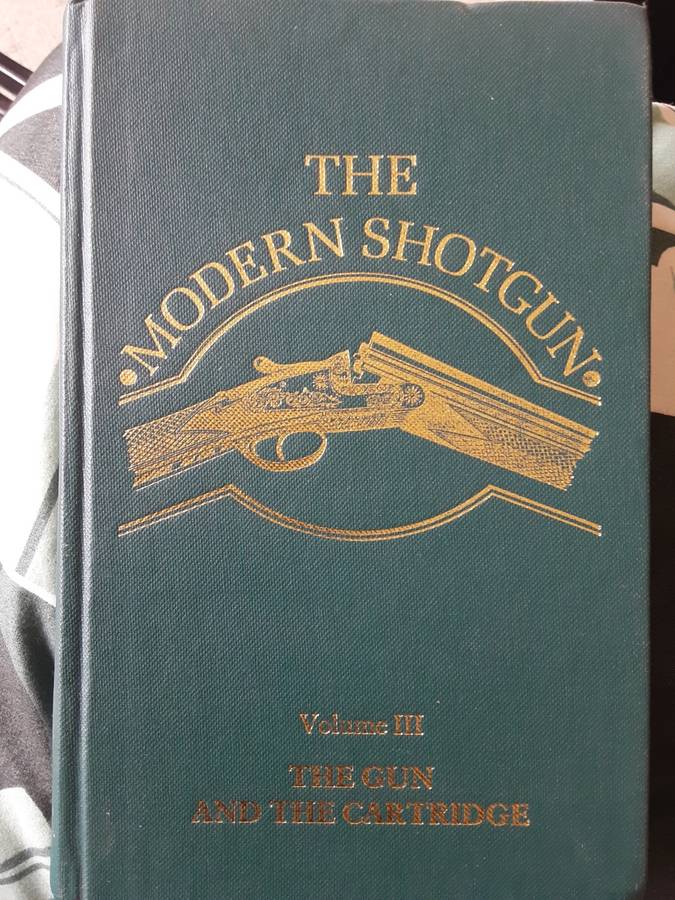 THE
MODERN SHOTGUN
Volume III
THE GUN
AND THE CARTRIDGE